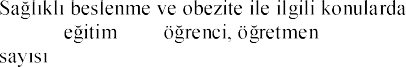 Sağlıklı beslenme ve obezite ile ilgili konularda
eğitim öğrenci, öğretmen
sayısı